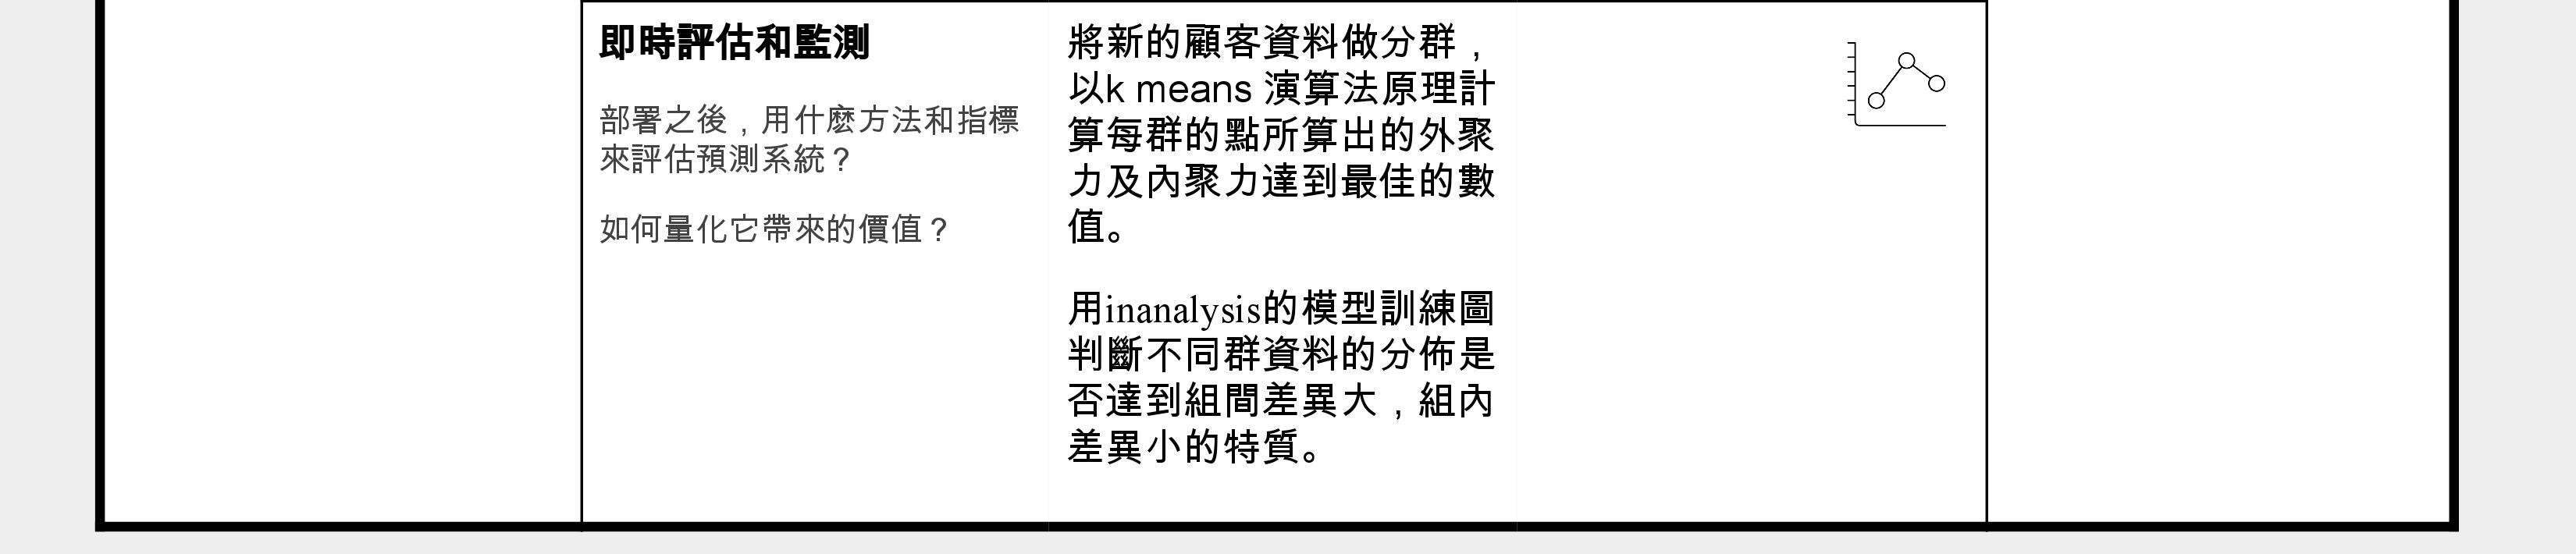 即時評估和監測
部署之後，用什麽方法和指標
來評估預測系統？
如何量化它帶來的價值？
將新的顧客資料做分群，
以k means 演算法原理計
算每群的點所算出的外聚
力及內聚力達到最佳的數
值。
用inanalysis的模型訓練圖
判斷不同群資料的分佈是
否達到組間差異大，組內
差異小的特質。